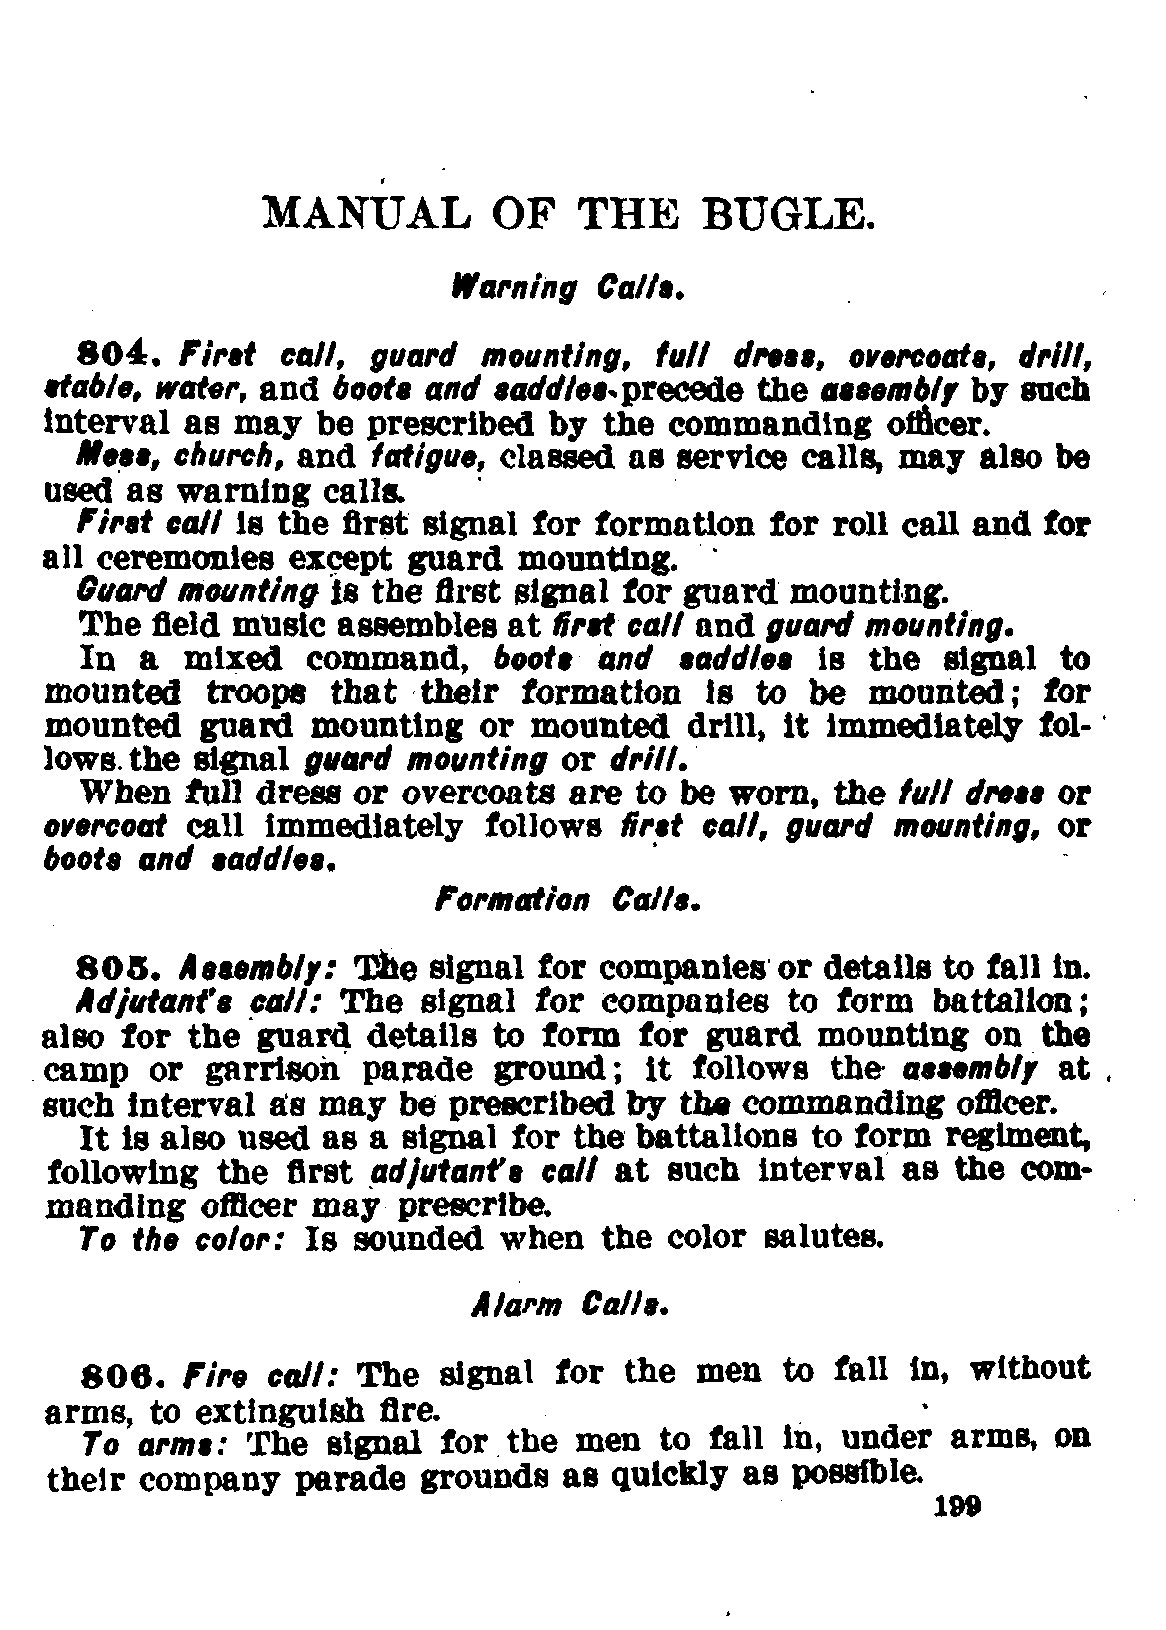 MANUAL OF THE BUGLE.
Warning Calls.
804. First call, guard mounting, full dress, overcoats, drill,
stable, water, and boots and saddles precede the assembly by such
interval as may be prescribed by the commanding officer.
Mess, church, and fatigue, classed as service calls, may also be
used as warning calls.
First call is the first signal for formation for roll call and for
all ceremonies except guard mounting.
Guard mounting is the first signal for guard mounting.
The field music assembles at first call and guard mounting.
In a mixed command, boots and saddles is the signal to
mounted troops that their formation is to be mounted; for
mounted guard mounting or mounted drill, it immediately fol-
lows the signal guard mounting or drill.
When full dress or overcoats are to be worn, the full dress or
overcoat call immediately follows first call, guard mounting, or
boots and saddles.
Formation Calls.
805. Assembly: The signal for companies or details to fall in.
Adjutant's call: The signal for companies to form battalion;
also for the guard details to form for guard mounting on the
camp or garrison parade ground; it follows the assembly at
such interval as may be prescribed by the commanding officer.
It is also used as a signal for the battalions to form regiment,
following the first adjutant's call at such interval as the com-
manding officer may prescribe.
To the color: Is sounded when the color salutes.
Alarm Calls.
806. Fire call: The signal for the men to fall in, without
arms, to extinguish fire.
To arms: The signal for the men to fall in, under arms, on
their company parade grounds as quickly as possible.
199